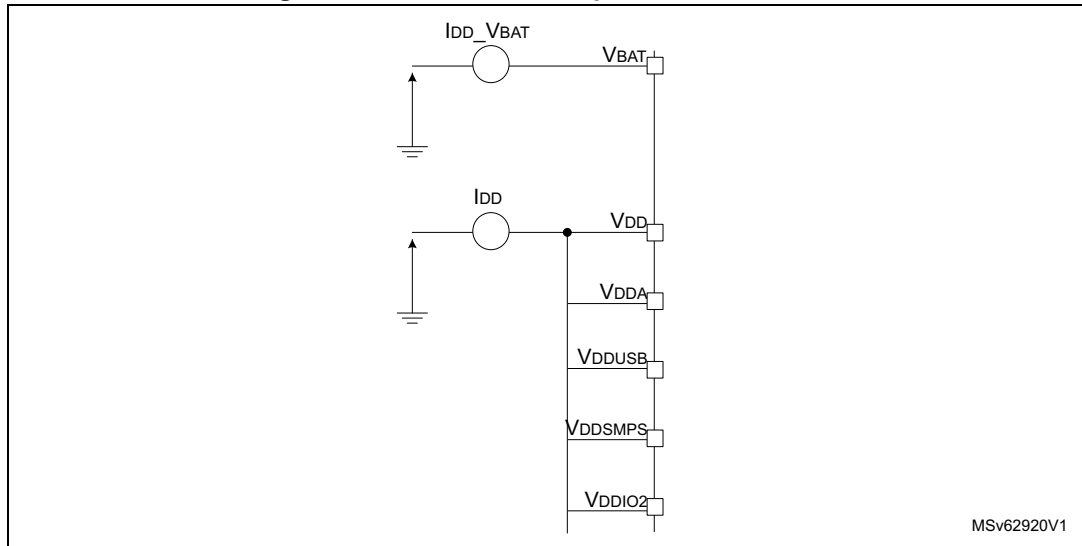 IDD_VBAT
VBAT
IDD
VDD
VDDA
VDDUSB
VDDSMPS
VDDIO2
MSv62920V1